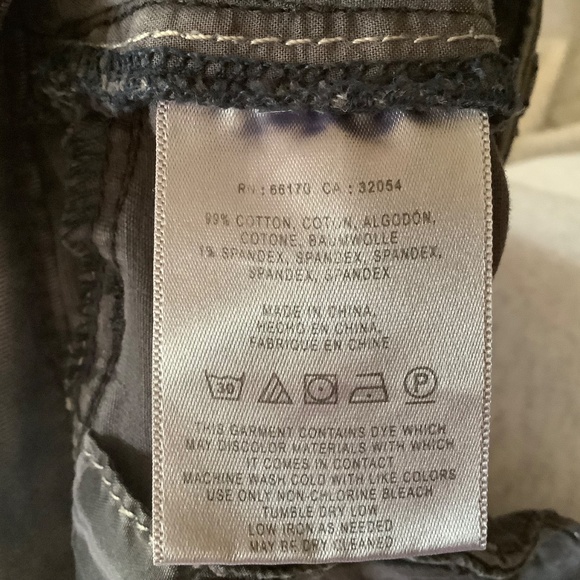 RN : 66170 CA : 32054
99% COTTON, COTON, ALGODÓN,
COTONE, BAUMWOLLE
1% SPANDEX, SPANDEX, SPANDEX,
SPANDEX, SPANDEX
MADE IN CHINA,
HECHO EN CHINA,
FABRIQUE EN CHINE
30 P
THIS GARMENT CONTAINS DYE WHICH
MAY DISCOLOR MATERIALS WITH WHICH
IT COMES IN CONTACT
MACHINE WASH COLD WITH LIKE COLORS
USE ONLY NON-CHLORINE BLEACH
TUMBLE DRY LOW
LOW IRON AS NEEDED
MAY BE DRY CLEANED